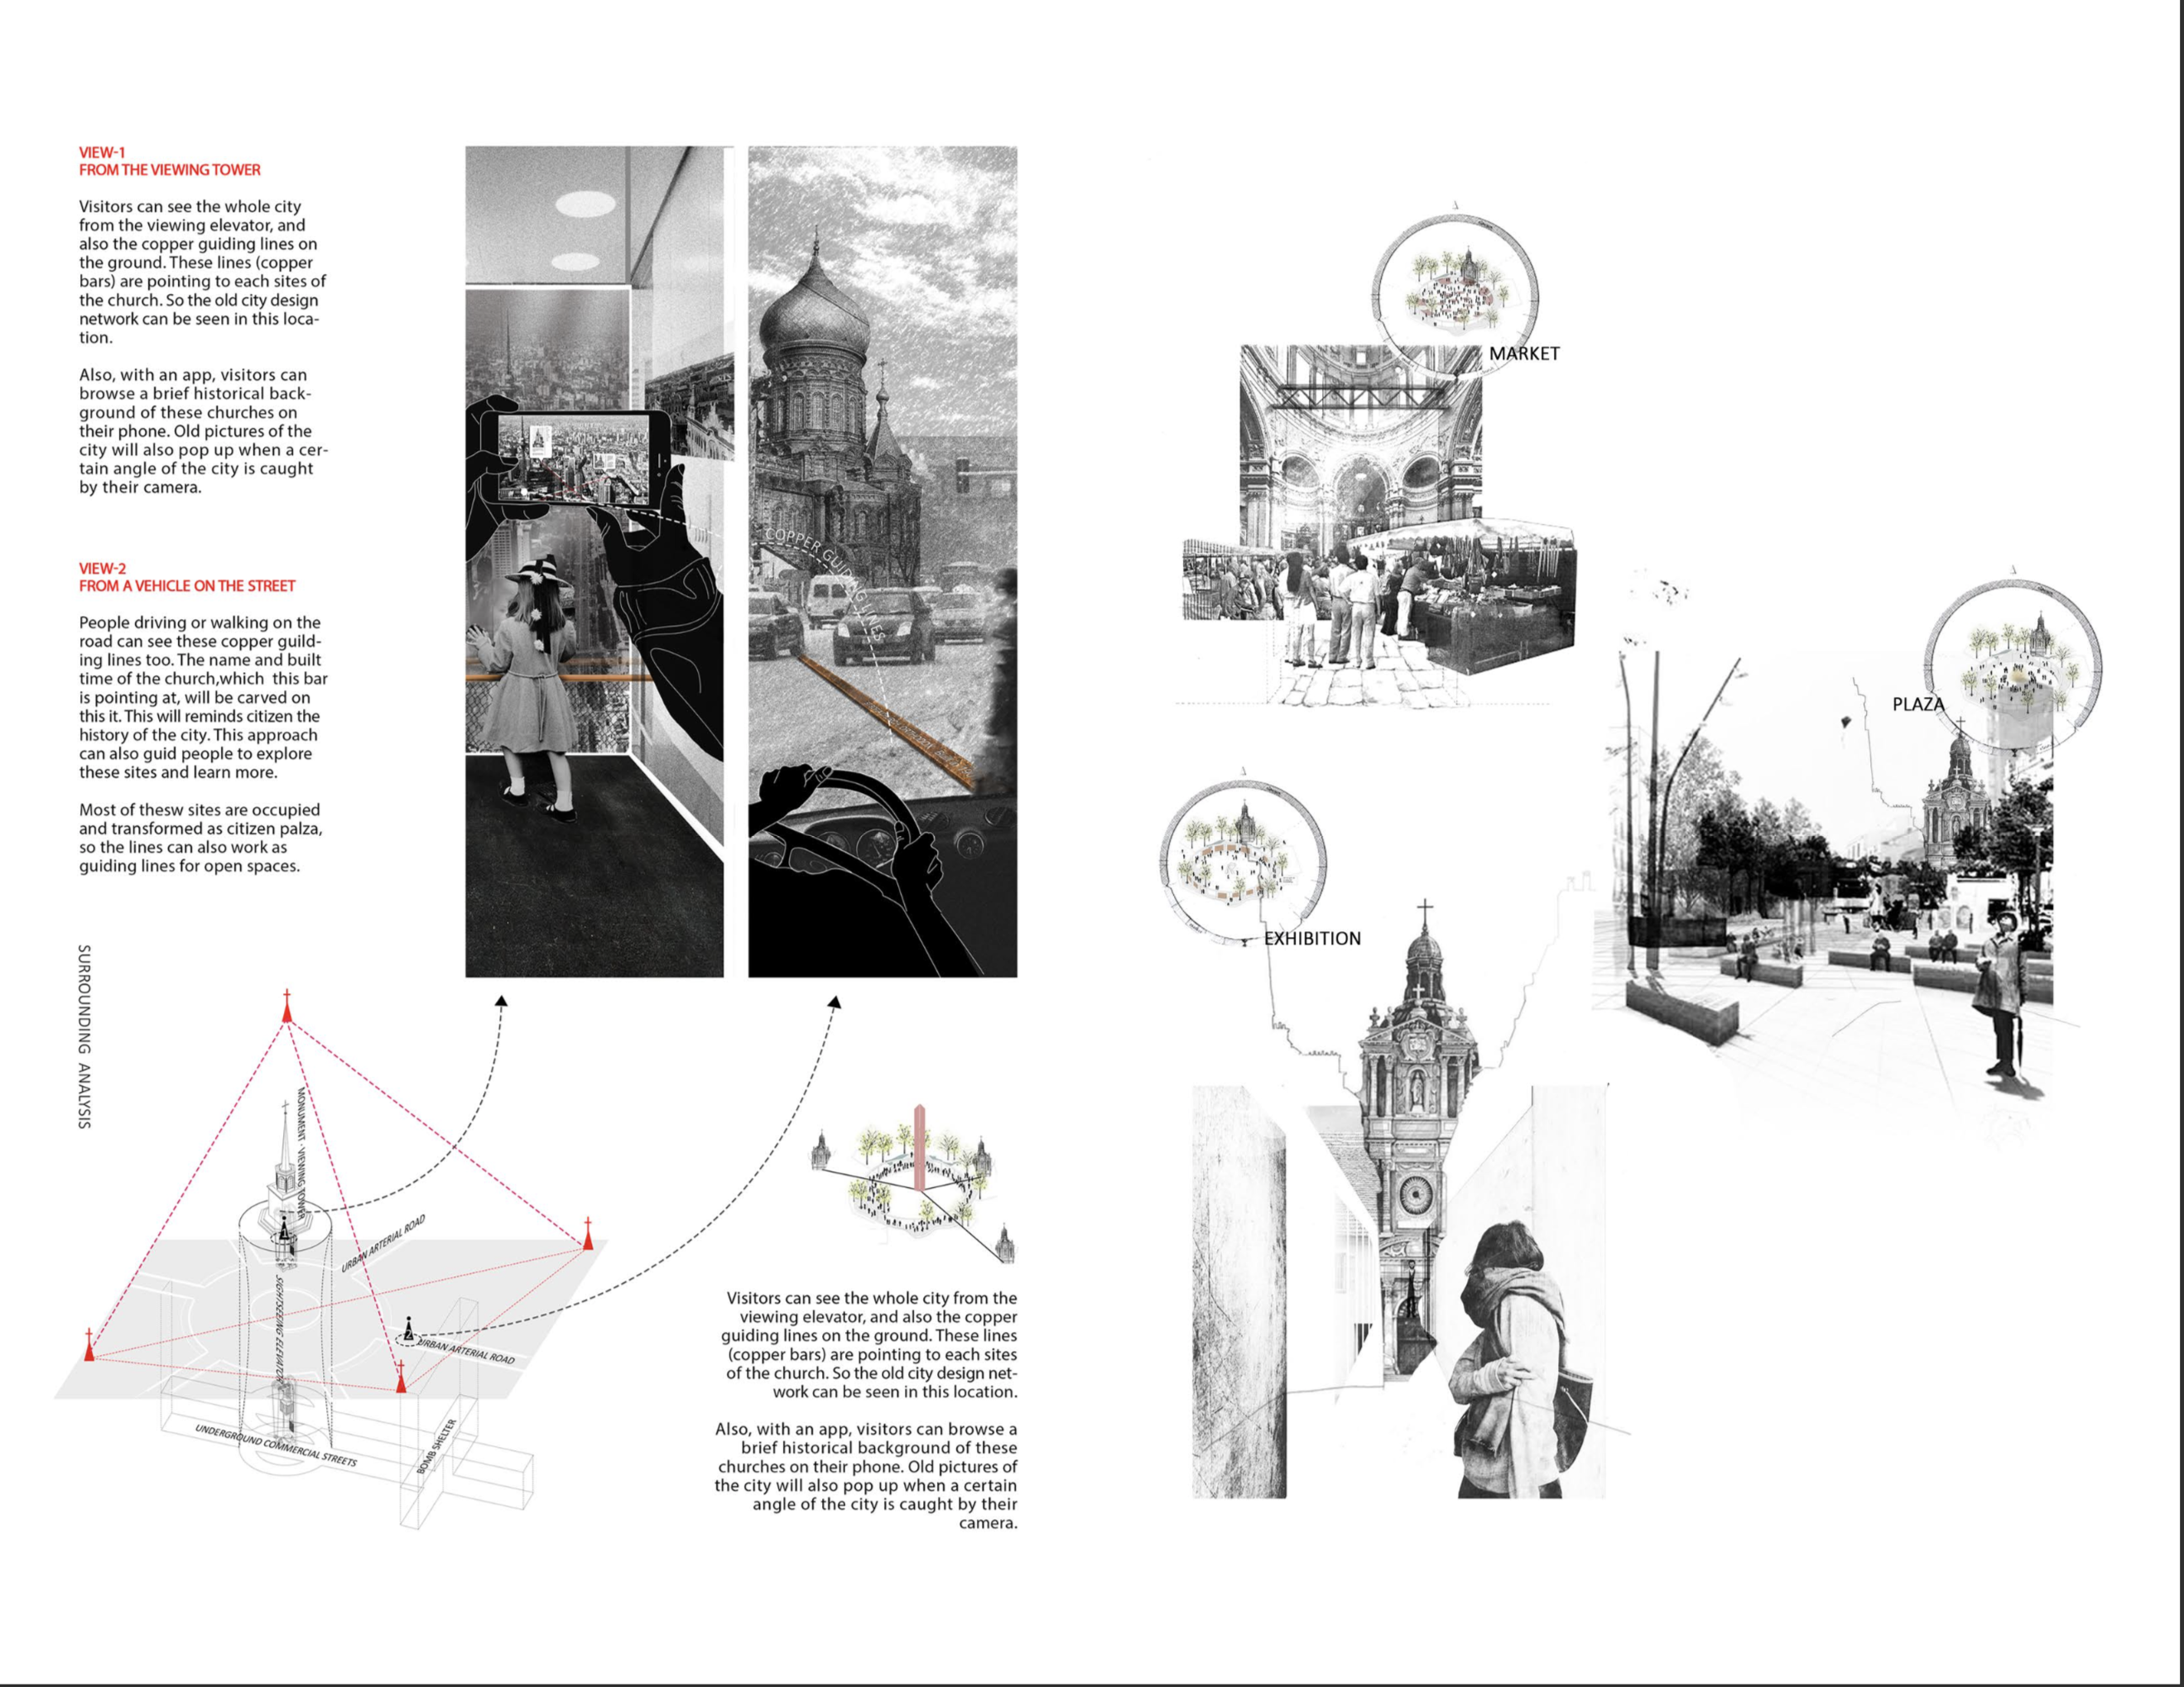 VIEW-1
FROM THE VIEWING TOWER
Visitors can see the whole city
from the viewing elevator, and
also the copper guiding lines on
the ground. These lines (copper
bars) are pointing to each sites of
the church. So the old city design
network can be seen in this loca-
tion.
Also, with an app, visitors can
browse a brief historical back-
ground of these churches on
their phone. Old pictures of the
city will also pop up when a cer-
tain angle of the city is caught
by their camera.
VIEW-2
FROM A VEHICLE ON THE STREET
People driving or walking on the
road can see these copper guild-
ing lines too. The name and built
time of the church,which this bar
is pointing at, will be carved on
this it. This will reminds citizen the
history of the city. This approach
can also guid people to explore
these sites and learn more.
Most of thesw sites are occupied
and transformed as citizen palza,
so the lines can also work as
guiding lines for open spaces.
COPPER GUIDING LINES
SURROUNDING ANALYSIS
MONUMENT - VIEWING TOWER
SIGHTSEEING ELEVATOR
URBAN ARTERIAL ROAD
URBAN ARTERIAL ROAD
UNDERGROUND COMMERCIAL STREETS
BOMB SHELTER
Visitors can see the whole city from the
viewing elevator, and also the copper
guiding lines on the ground. These lines
(copper bars) are pointing to each sites
of the church. So the old city design net-
work can be seen in this location.
Also, with an app, visitors can browse a
brief historical background of these
churches on their phone. Old pictures of
the city will also pop up when a certain
angle of the city is caught by their
camera.
MARKET
PLAZA
EXHIBITION